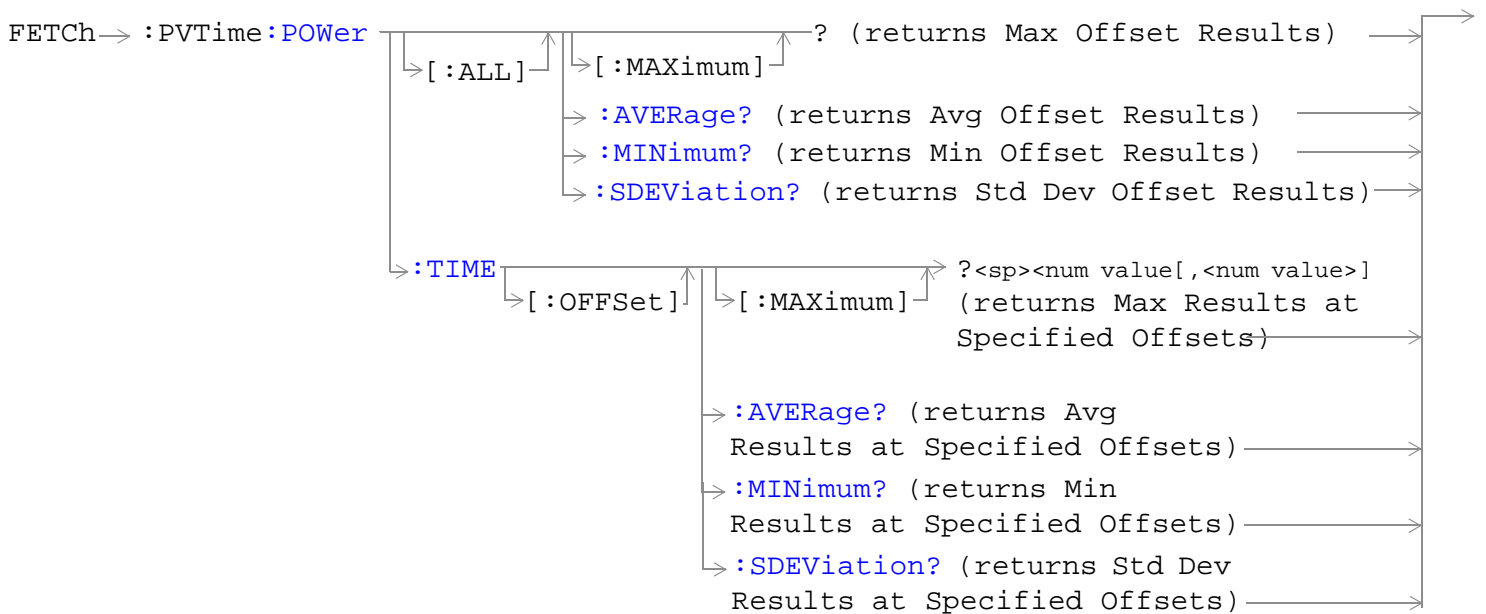 FETCh :PVTime:POWer ? (returns Max Offset Results)
[:ALL] [:MAXimum]
:AVERage? (returns Avg Offset Results)
:MINimum? (returns Min Offset Results)
:SDEViation? (returns Std Dev Offset Results)
:TIME ?<sp><num value[,<num value>]
[:OFFSet] [:MAXimum] (returns Max Results at
Specified Offsets)
:AVERage? (returns Avg
Results at Specified Offsets)
:MINimum? (returns Min
Results at Specified Offsets)
:SDEViation? (returns Std Dev
Results at Specified Offsets)